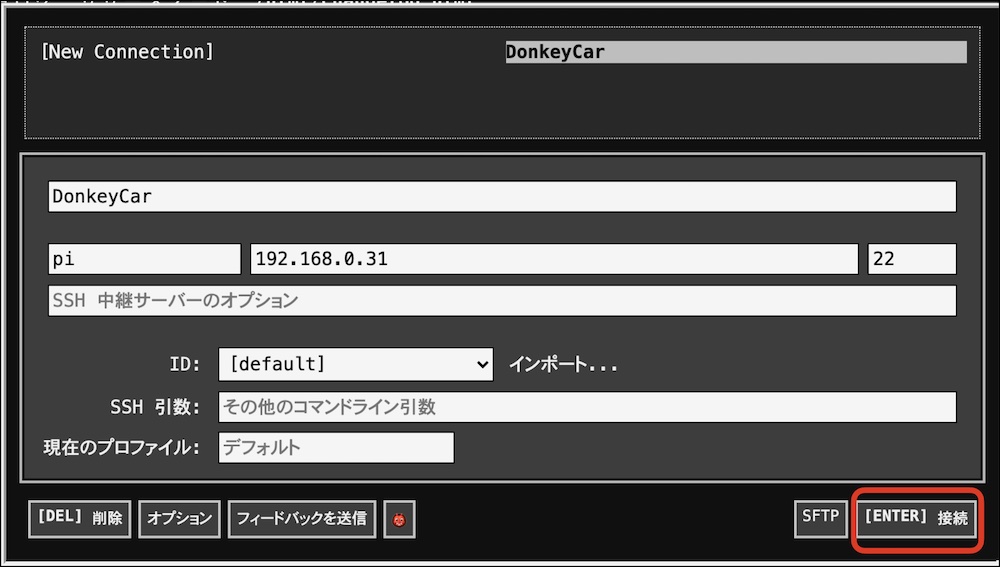 [New Connection]
DonkeyCar
DonkeyCar
pi
192.168.0.31
22
SSH 中継サーバーのオプション
ID:
[default]
インポート...
SSH 引数:
その他のコマンドライン引数
現在のプロファイル:
デフォルト
[DEL] 削除
オプション
フィードバックを送信
SFTP
[ENTER] 接続